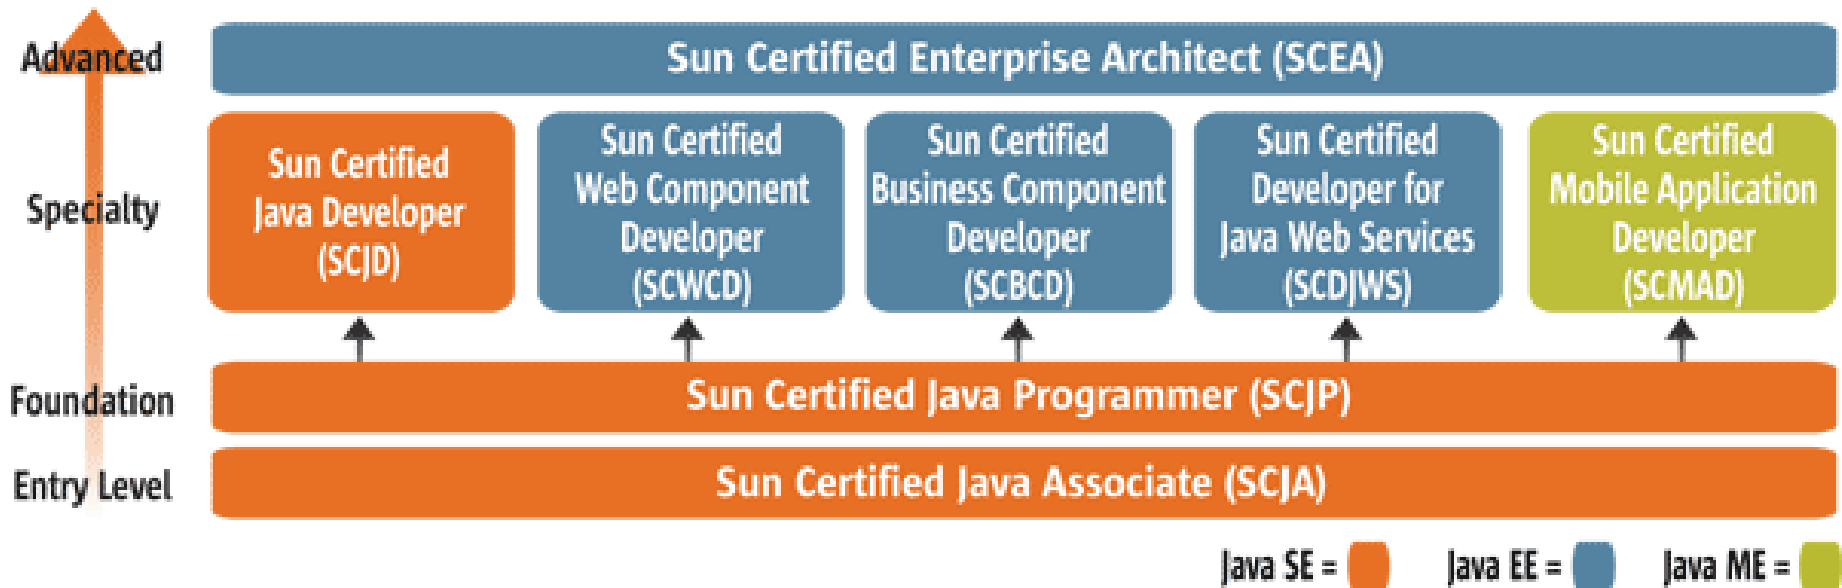 Advanced
Sun Certified Enterprise Architect (SCEA)
Specialty
Sun Certified
Java Developer
(SCJD)
Sun Certified
Web Component
Developer
(SCWCD)
Sun Certified
Business Component
Developer
(SCBCD)
Sun Certified
Developer for
Java Web Services
(SCDJWS)
Sun Certified
Mobile Application
Developer
(SCMAD)
Foundation
Sun Certified Java Programmer (SCJP)
Entry Level
Sun Certified Java Associate (SCJA)
Java SE =
Java EE =
Java ME =